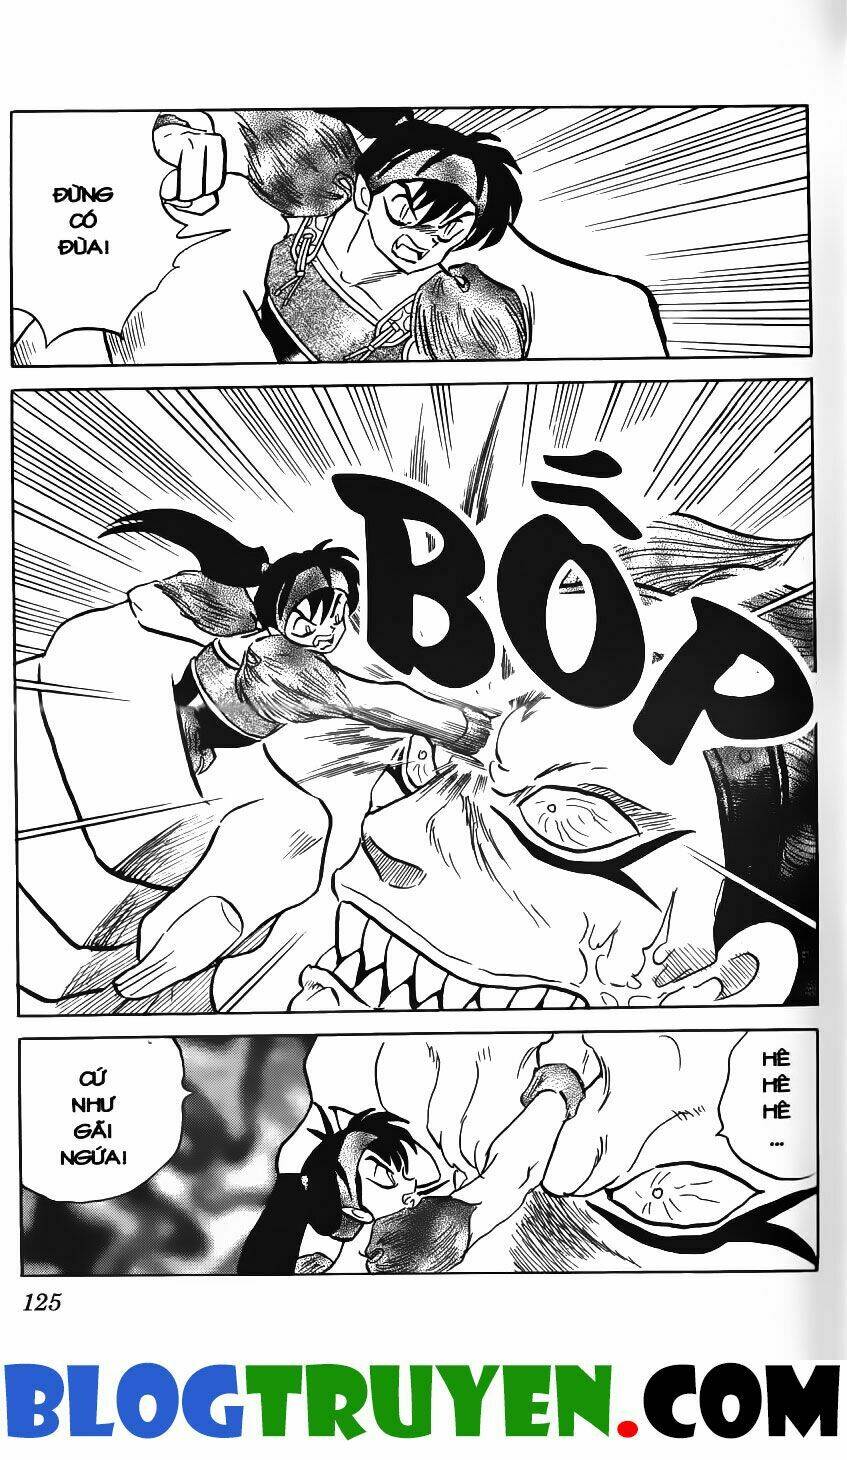 ĐỪNG
CÓ
ĐÙA!
BỐP
HÊ
HÊ
HÊ
...
CỨ
NHƯ
GÃI
NGỨA!
125
BLOGTRUYEN.COM